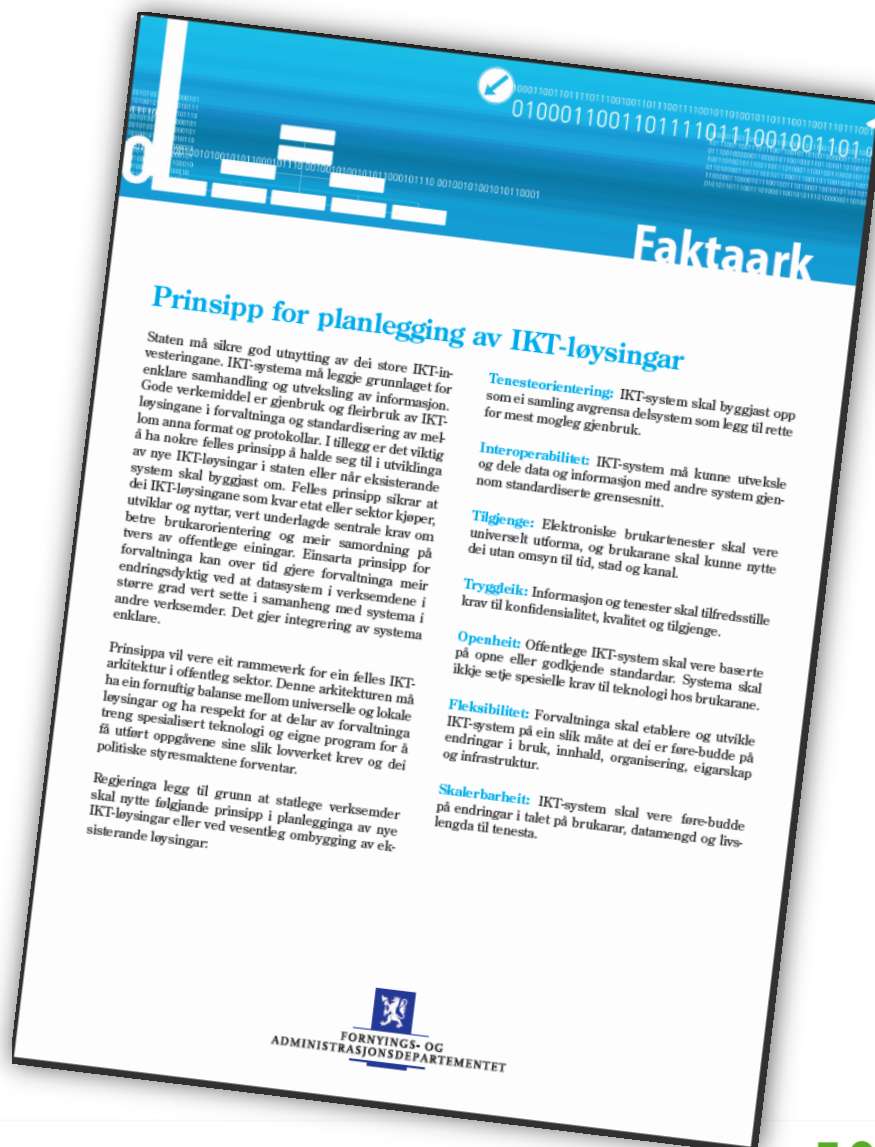 010001100110111101110010011​01
Faktaark
Prinsipp for planlegging av IKT-løysingar
Staten må sikre god utnytting av dei store IKT-in-
vesteringane. IKT-systema må leggje grunnlaget for
enklare samhandling og utveksling av informasjon.
Gode verkemiddel er gjenbruk og fleirbruk av IKT-
løysingane i forvaltninga og standardisering av mel-
lom anna format og protokollar. I tillegg er det viktig
å ha nokre felles prinsipp å halde seg til i utviklinga
av nye IKT-løysingar i staten eller når eksisterande
system skal byggjast om. Felles prinsipp sikrar at
dei IKT-løysingane som kvar etat eller sektor kjøper,
utviklar og nyttar, vert underlagde sentrale krav om
betre brukarorientering og meir samordning på
tvers av offentlege einingar. Einsarta prinsipp for
forvaltninga kan over tid gjere forvaltninga meir
endringsdyktig ved at datasystem i verksemdene i
større grad vert sette i samanheng med systema i
andre verksemder. Det gjer integrering av systema
enklare.
Prinsippa vil vere eit rammeverk for ein felles IKT-
arkitektur i offentleg sektor. Denne arkitekturen må
ha ein fornuftig balanse mellom universelle og lokale
løysingar og ha respekt for at delar av forvaltninga
treng spesialisert teknologi og eigne program for å
få utført oppgåvene sine slik lovverket krev og dei
politiske styresmaktene forventar.
Regjeringa legg til grunn at statlege verksemder
skal nytte følgjande prinsipp i planlegginga av nye
IKT-løysingar eller ved vesentleg ombygging av ek-
sisterande løysingar:
Tenesteorientering: IKT-system skal byggjast opp
som ei samling avgrensa delsystem som legg til rette
for mest mogleg gjenbruk.
Interoperabilitet: IKT-system må kunne utveksle
og dele data og informasjon med andre system gjen-
nom standardiserte grensesnitt.
Tilgjenge: Elektroniske brukartenester skal vere
universelt utforma, og brukarane skal kunne nytte
dei utan omsyn til tid, stad og kanal.
Tryggleik: Informasjon og tenester skal tilfredsstille
krav til konfidensialitet, kvalitet og tilgjenge.
Openheit: Offentlege IKT-system skal vere baserte
på opne eller godkjende standardar. Systema skal
ikkje setje spesielle krav til teknologi hos brukarane.
Fleksibilitet: Forvaltninga skal etablere og utvikle
IKT-system på ein slik måte at dei er føre-budde på
endringar i bruk, innhald, organisering, eigarskap
og infrastruktur.
Skalerbarheit: IKT-system skal vere føre-budde
på endringar i talet på brukarar, datamengd og livs-
lengda til tenesta.
FORNYINGS- OG
ADMINISTRASJONSDEPARTEMENTET